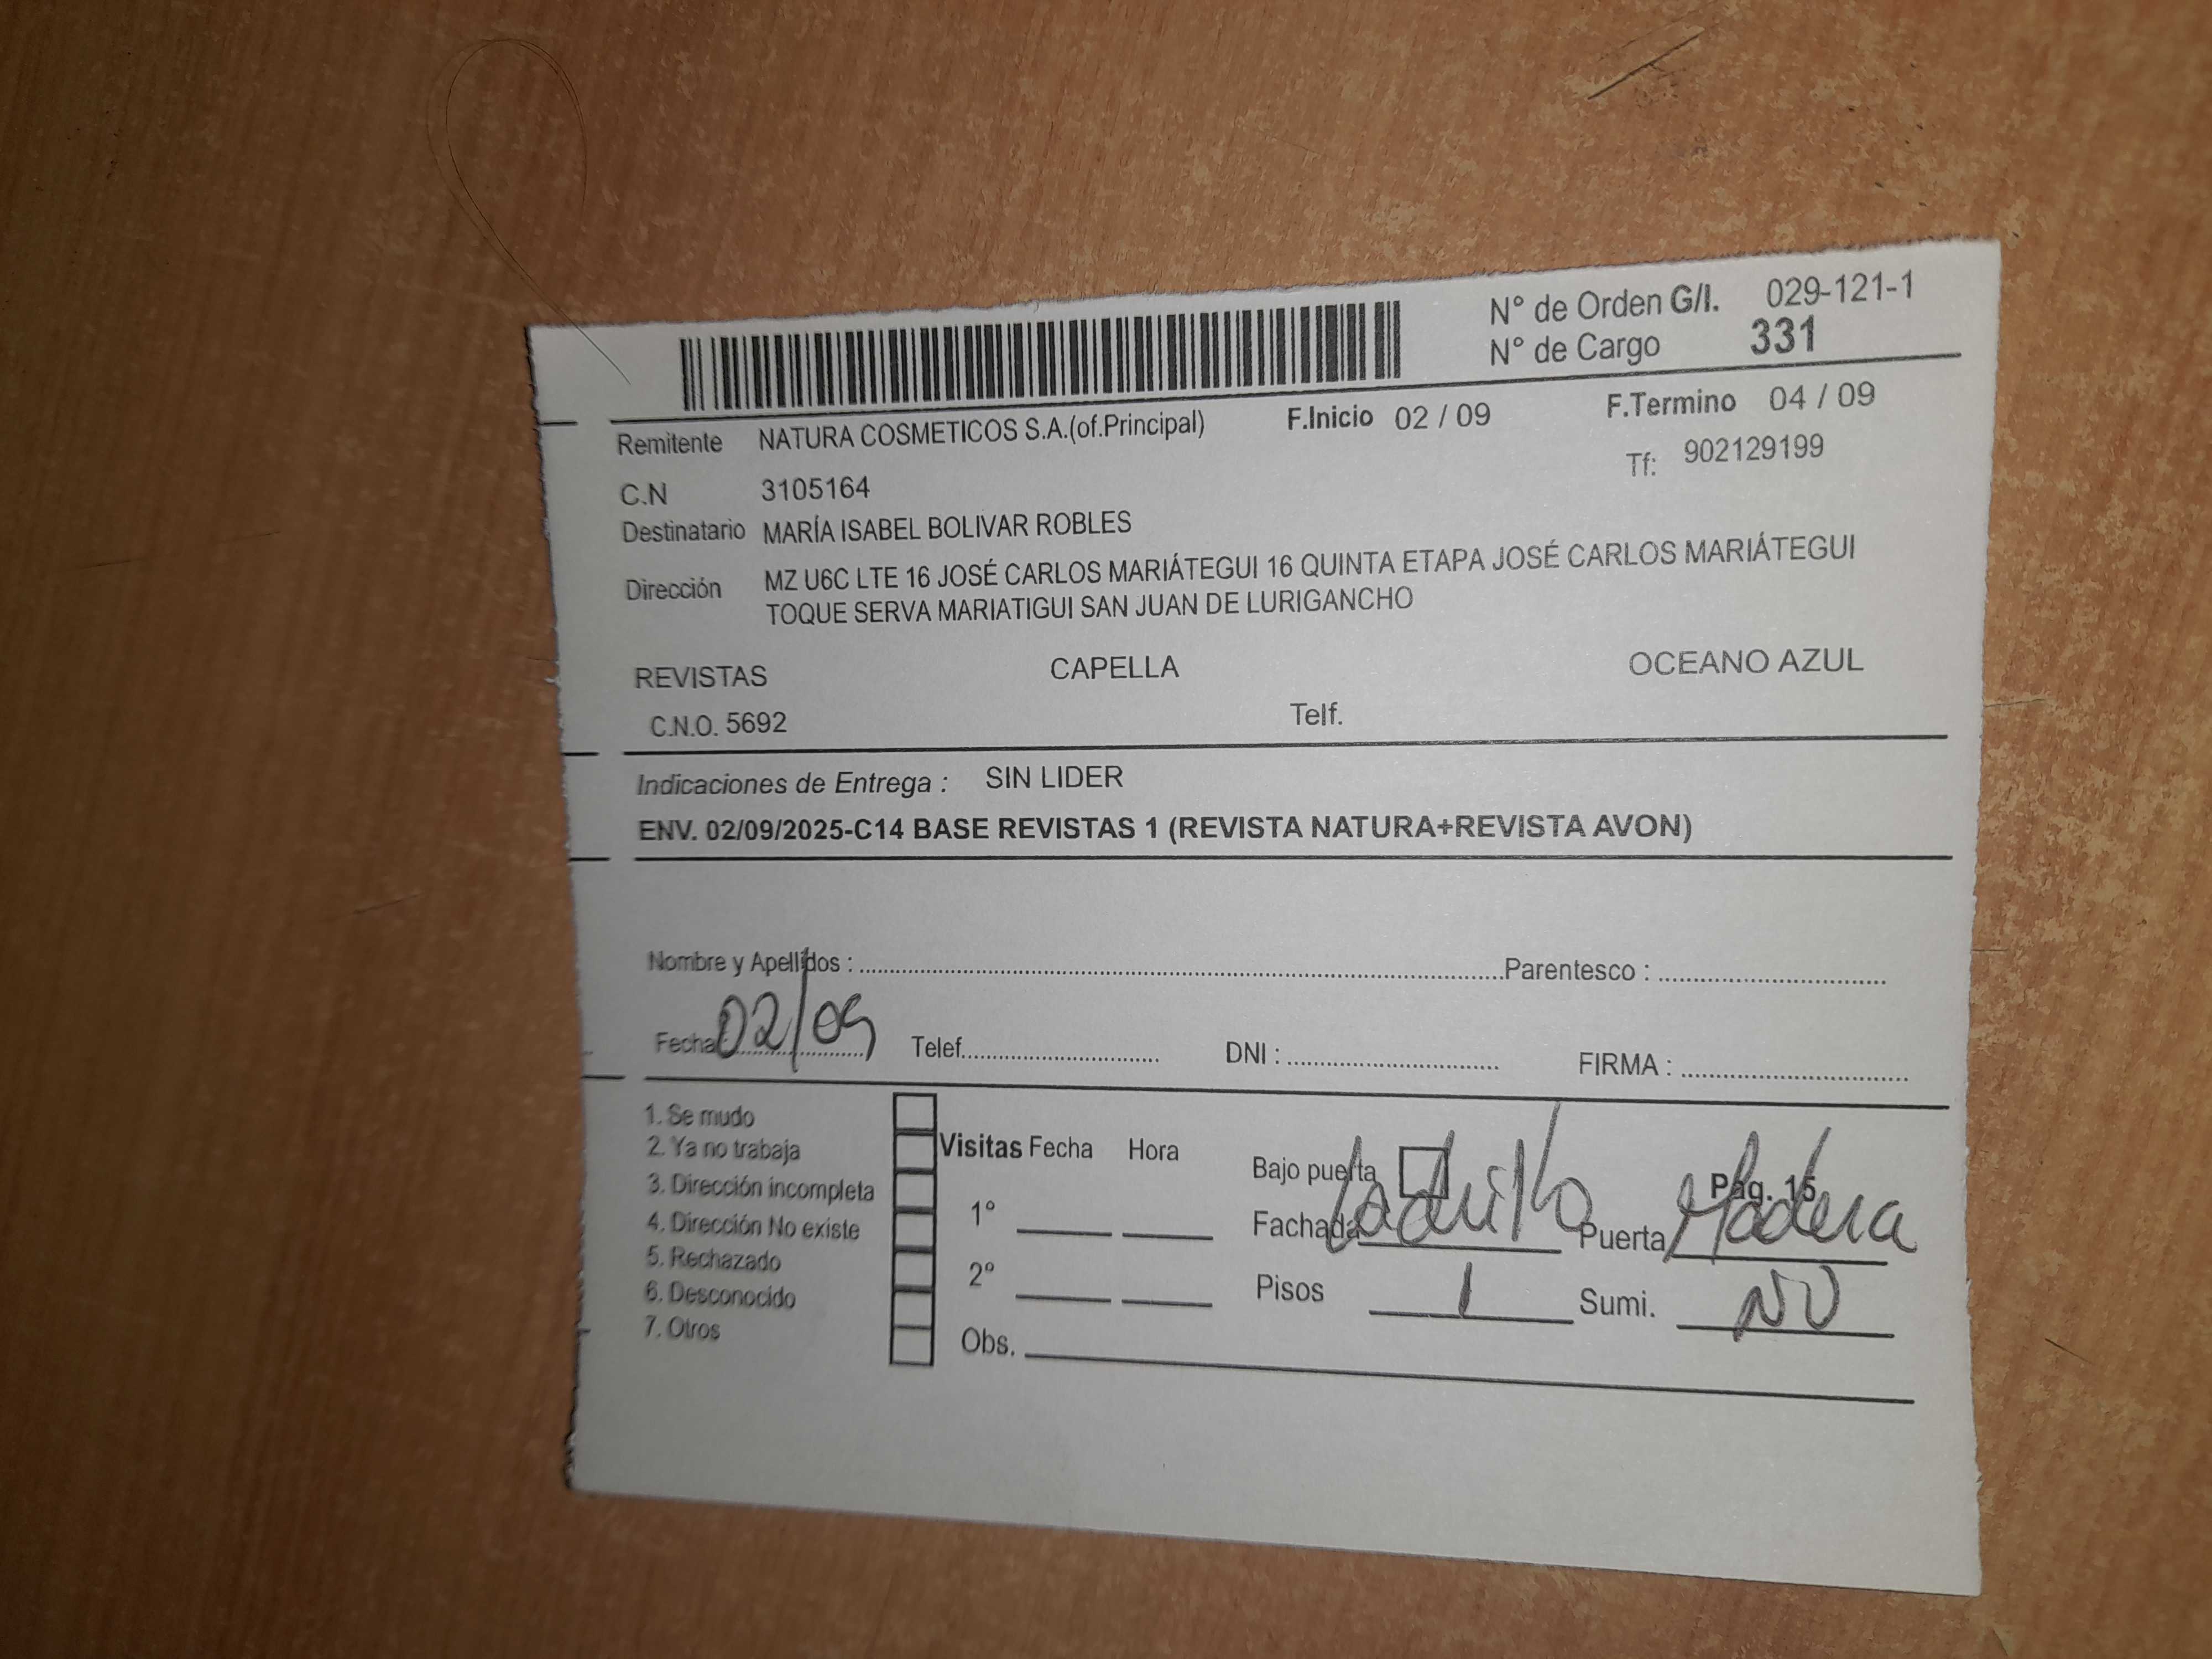 N° de Orden G/I. 029-121-1
N° de Cargo 331
Remitente NATURA COSMETICOS S.A.(of.Principal) F.Inicio 02 / 09 F.Termino 04 / 09
C.N 3105164 Tf: 902129199
Destinatario MARÍA ISABEL BOLIVAR ROBLES
Dirección MZ U6C LTE 16 JOSÉ CARLOS MARIÁTEGUI 16 QUINTA ETAPA JOSÉ CARLOS MARIÁTEGUI
TOQUE SERVA MARIATIGUI SAN JUAN DE LURIGANCHO
REVISTAS CAPELLA OCEANO AZUL
C.N.O. 5692 Telf.
Indicaciones de Entrega : SIN LIDER
ENV. 02/09/2025-C14 BASE REVISTAS 1 (REVISTA NATURA+REVISTA AVON)
Nombre y Apellidos : Parentesco :
Fecha: 02/09 Telef. DNI : FIRMA :
1. Se mudo
2. Ya no trabaja
3. Dirección incompleta
4. Dirección No existe
5. Rechazado
6. Desconocido
7. Otros
Visitas Fecha Hora
1°
2°
Obs.
Bajo puerta Pág. 15
Fachada Ladrillo Puerta Madera
Pisos 1 Sumi. NO